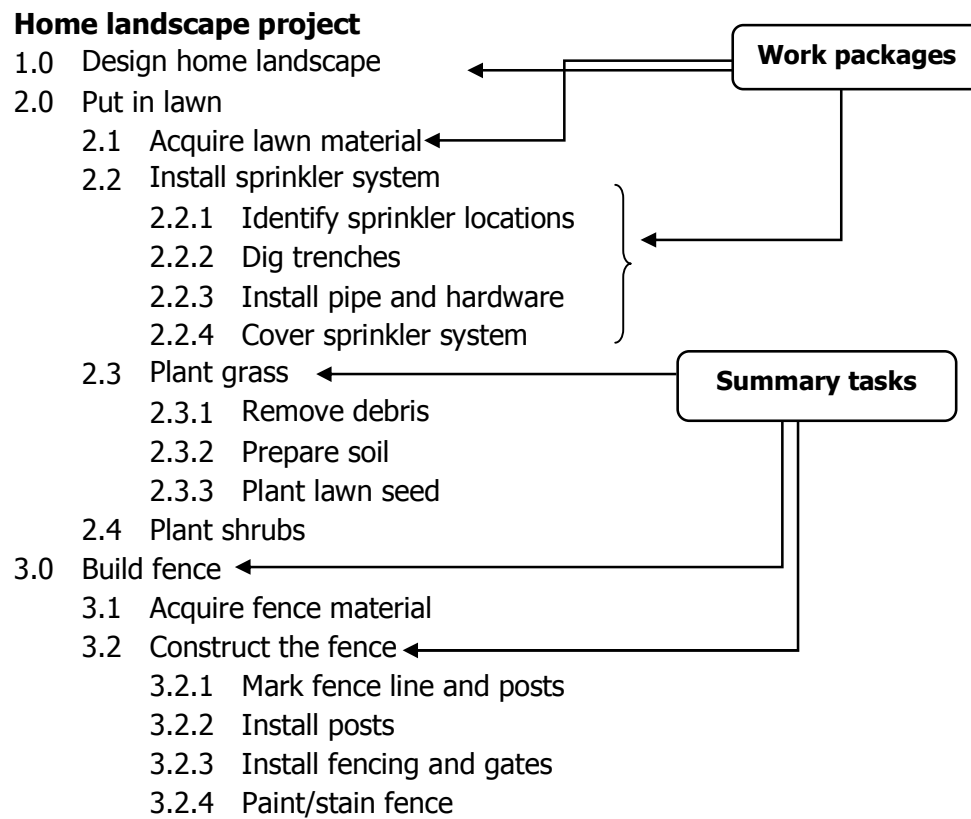 Home landscape project
Work packages
1.0 Design home landscape
2.0 Put in lawn
2.1 Acquire lawn material
2.2 Install sprinkler system
2.2.1 Identify sprinkler locations
2.2.2 Dig trenches
2.2.3 Install pipe and hardware
2.2.4 Cover sprinkler system
2.3 Plant grass
Summary tasks
2.3.1 Remove debris
2.3.2 Prepare soil
2.3.3 Plant lawn seed
2.4 Plant shrubs
3.0 Build fence
3.1 Acquire fence material
3.2 Construct the fence
3.2.1 Mark fence line and posts
3.2.2 Install posts
3.2.3 Install fencing and gates
3.2.4 Paint/stain fence